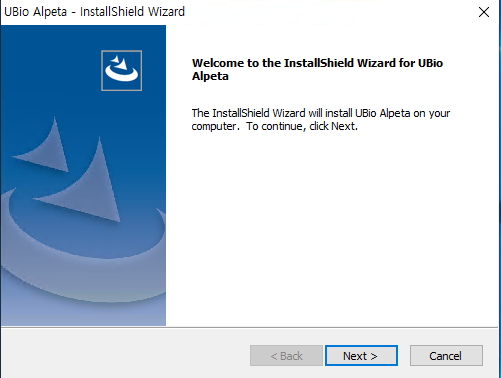 UBio Alpeta - InstallShield Wizard
Welcome to the InstallShield Wizard for UBio
Alpeta
The InstallShield Wizard will install UBio Alpeta on your
computer.  To continue, click Next.
< Back
Next >
Cancel